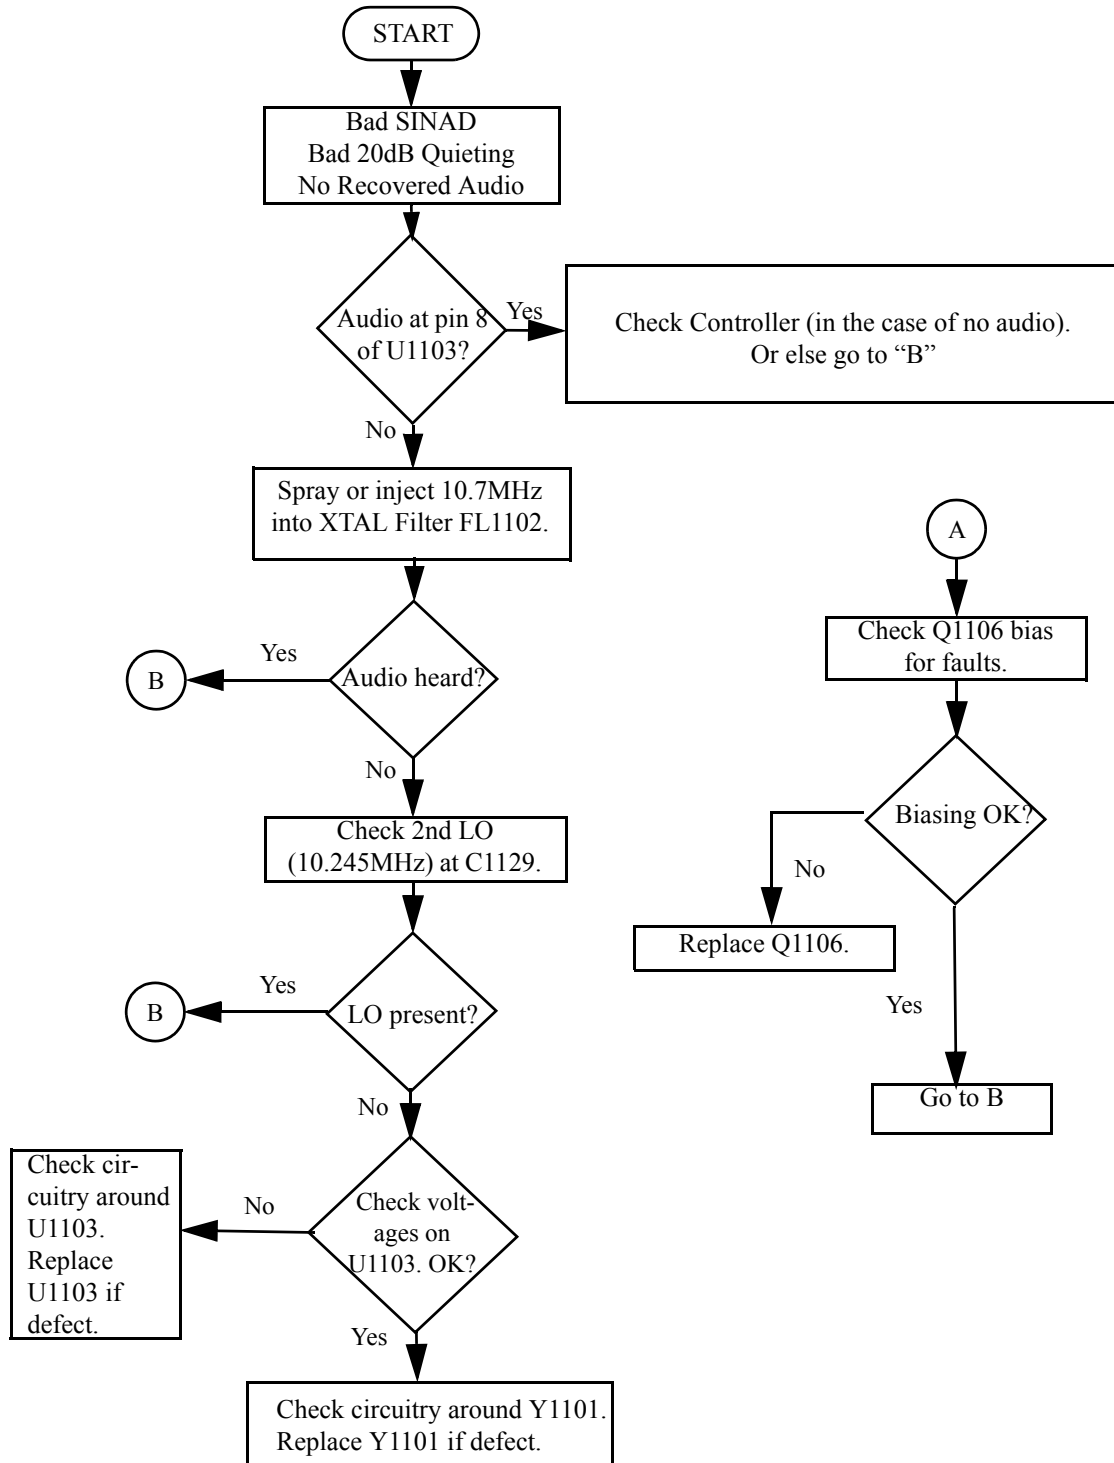 START
Bad SINAD
Bad 20dB Quieting
No Recovered Audio
Audio at pin 8
of U1103?
Yes
Check Controller (in the case of no audio).
Or else go to “B”
No
Spray or inject 10.7MHz
into XTAL Filter FL1102.
Audio heard?
Yes
B
No
Check 2nd LO
(10.245MHz) at C1129.
LO present?
Yes
B
No
Check volt-
ages on
U1103. OK?
No
Check cir-
cuitry around
U1103.
Replace
U1103 if
defect.
Yes
Check circuitry around Y1101.
Replace Y1101 if defect.
A
Check Q1106 bias
for faults.
Biasing OK?
No
Replace Q1106.
Yes
Go to B